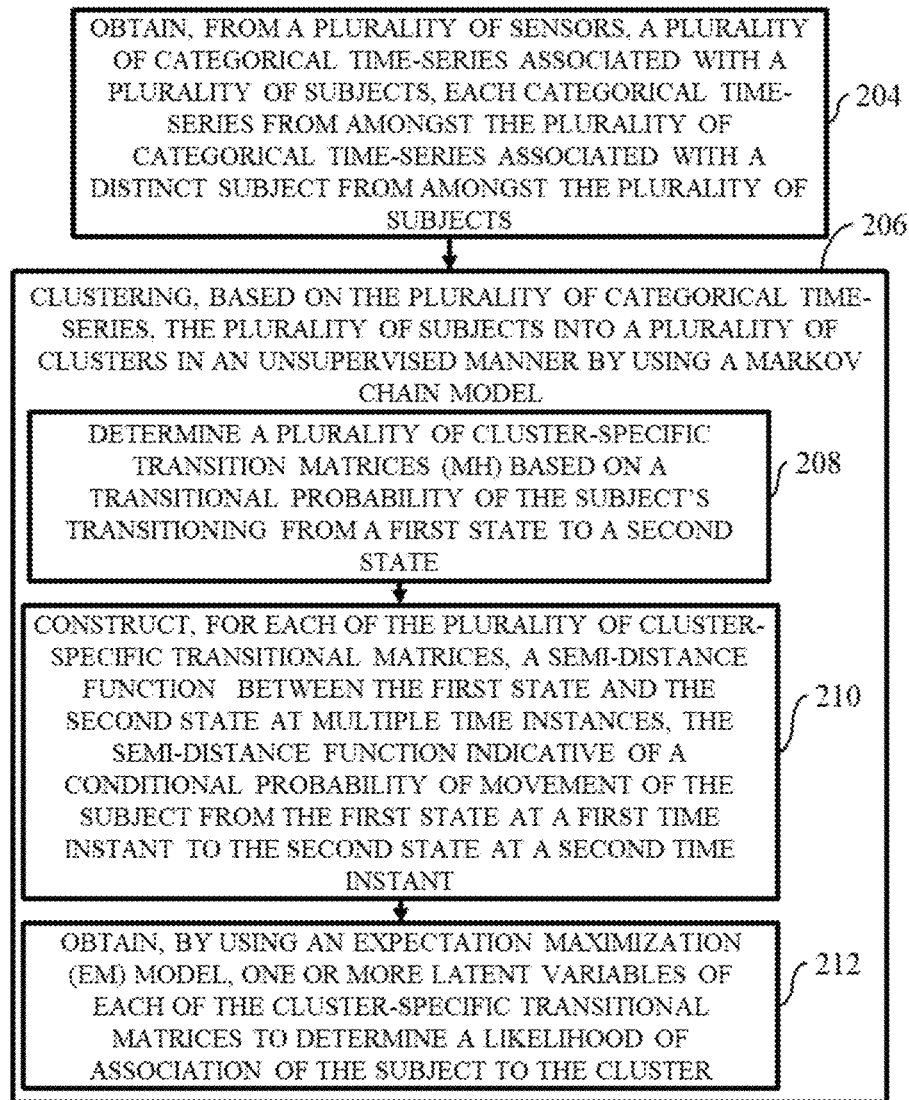 OBTAIN, FROM A PLURALITY OF SENSORS, A PLURALITY
OF CATEGORICAL TIME-SERIES ASSOCIATED WITH A
PLURALITY OF SUBJECTS, EACH CATEGORICAL TIME-
SERIES FROM AMONGST THE PLURALITY OF
CATEGORICAL TIME-SERIES ASSOCIATED WITH A
DISTINCT SUBJECT FROM AMONGST THE PLURALITY OF
SUBJECTS
204
206
CLUSTERING, BASED ON THE PLURALITY OF CATEGORICAL TIME-
SERIES, THE PLURALITY OF SUBJECTS INTO A PLURALITY OF
CLUSTERS IN AN UNSUPERVISED MANNER BY USING A MARKOV
CHAIN MODEL
DETERMINE A PLURALITY OF CLUSTER-SPECIFIC
TRANSITION MATRICES (MH) BASED ON A
TRANSITIONAL PROBABILITY OF THE SUBJECT'S
TRANSITIONING FROM A FIRST STATE TO A SECOND
STATE
208
CONSTRUCT, FOR EACH OF THE PLURALITY OF CLUSTER-
SPECIFIC TRANSITIONAL MATRICES, A SEMI-DISTANCE
FUNCTION BETWEEN THE FIRST STATE AND THE
SECOND STATE AT MULTIPLE TIME INSTANCES, THE
SEMI-DISTANCE FUNCTION INDICATIVE OF A
CONDITIONAL PROBABILITY OF MOVEMENT OF THE
SUBJECT FROM THE FIRST STATE AT A FIRST TIME
INSTANT TO THE SECOND STATE AT A SECOND TIME
INSTANT
210
OBTAIN, BY USING AN EXPECTATION MAXIMIZATION
(EM) MODEL, ONE OR MORE LATENT VARIABLES OF
EACH OF THE CLUSTER-SPECIFIC TRANSITIONAL
MATRICES TO DETERMINE A LIKELIHOOD OF
ASSOCIATION OF THE SUBJECT TO THE CLUSTER
212